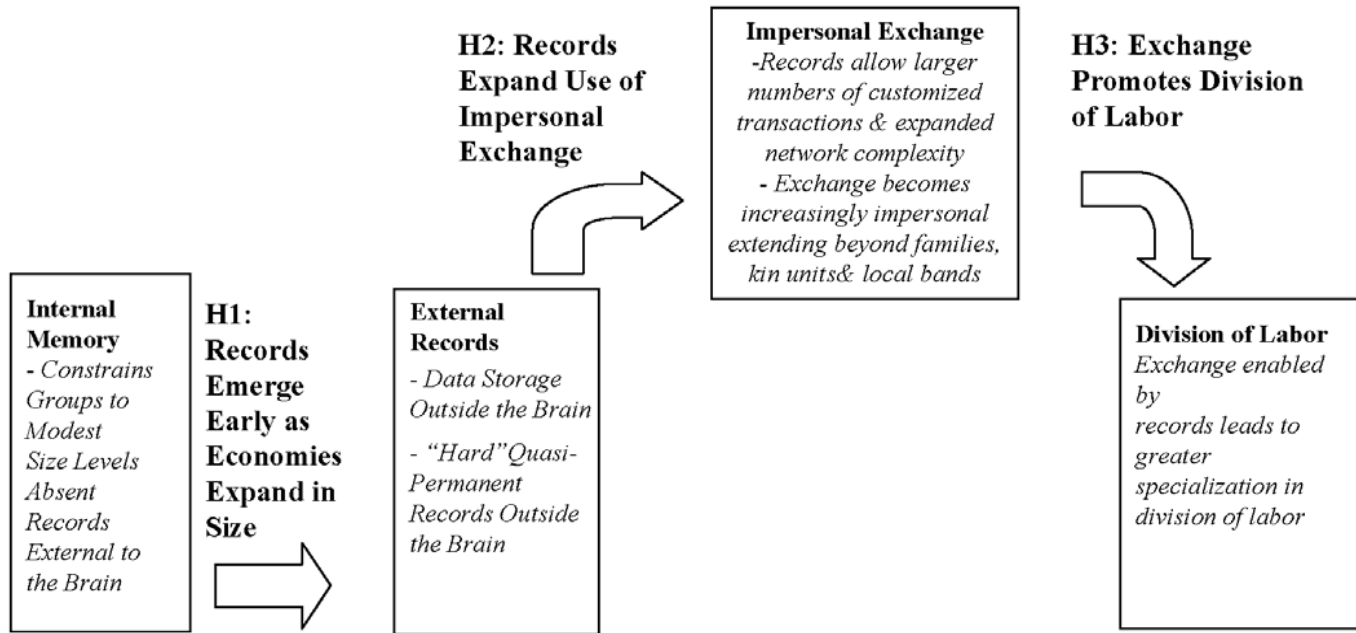 Internal
Memory
- Constrains
Groups to
Modest
Size Levels
Absent
Records
External to
the Brain
H1:
Records
Emerge
Early as
Economies
Expand in
Size
External
Records
- Data Storage
Outside the Brain
- “Hard”Quasi-
Permanent
Records Outside
the Brain
H2: Records
Expand Use of
Impersonal
Exchange
Impersonal Exchange
-Records allow larger
numbers of customized
transactions & expanded
network complexity
- Exchange becomes
increasingly impersonal
extending beyond families,
kin units& local bands
H3: Exchange
Promotes Division
of Labor
Division of Labor
Exchange enabled
by
records leads to
greater
specialization in
division of labor